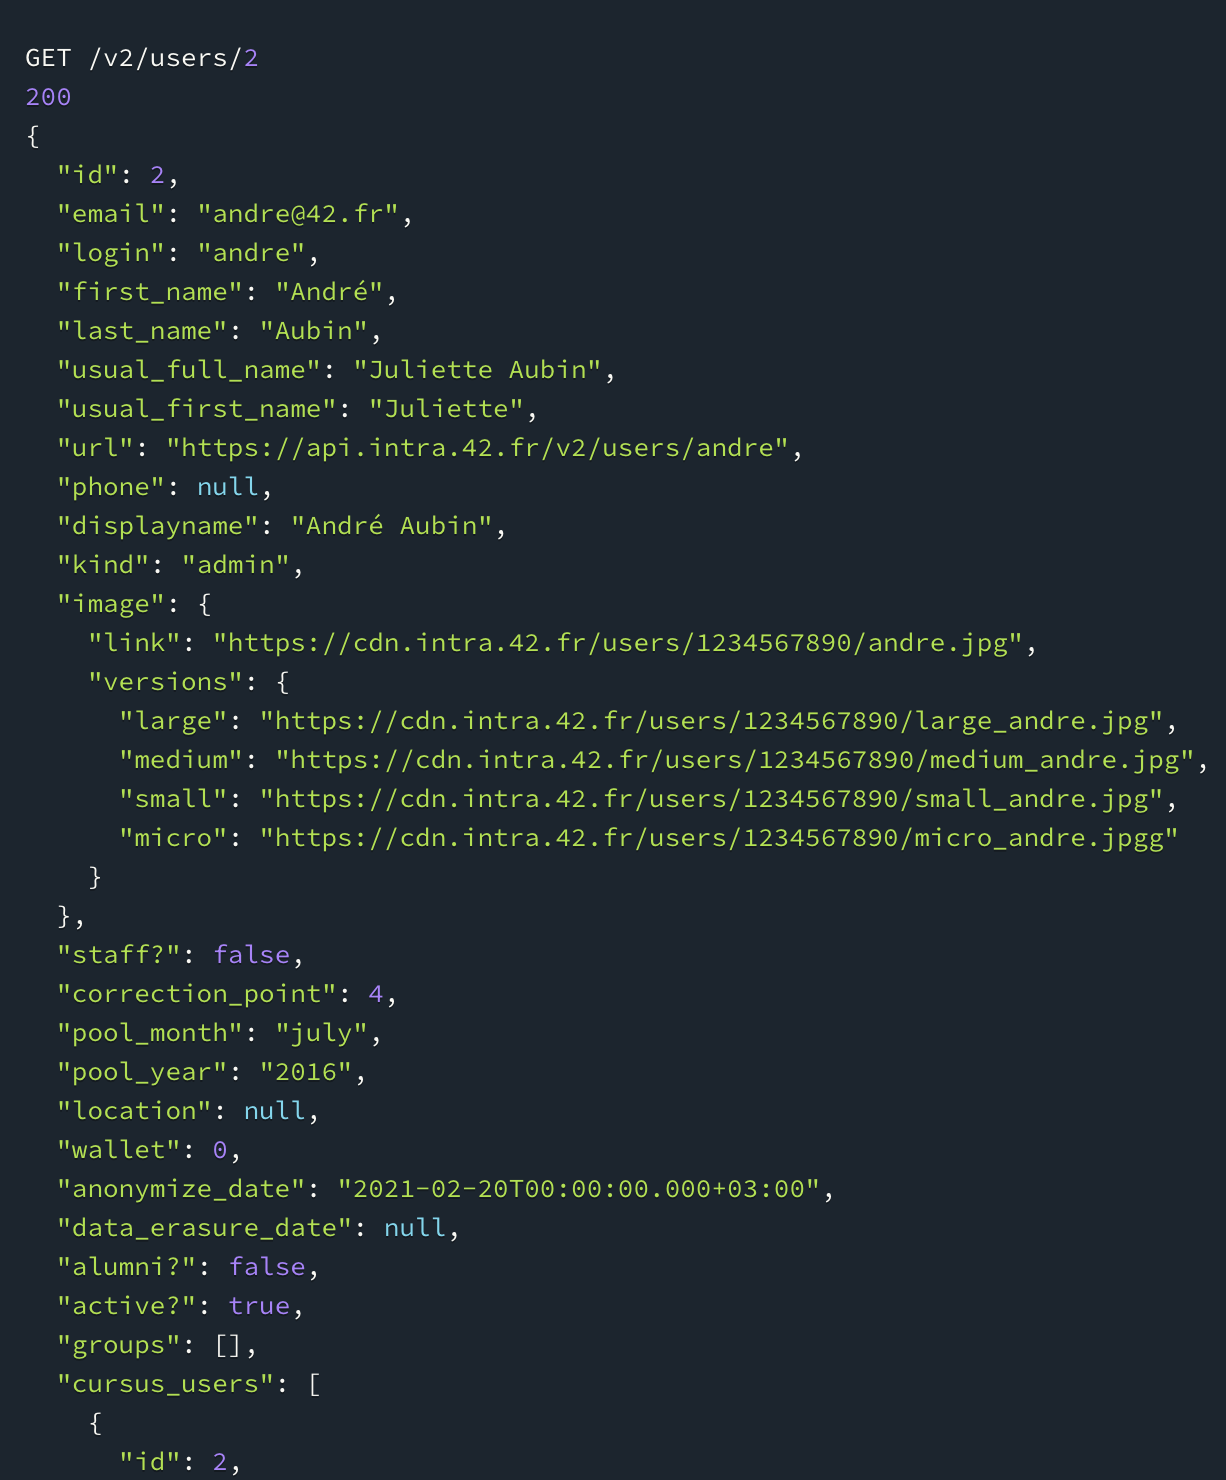 GET /v2/users/2
200
{
  "id": 2,
  "email": "andre@42.fr",
  "login": "andre",
  "first_name": "André",
  "last_name": "Aubin",
  "usual_full_name": "Juliette Aubin",
  "usual_first_name": "Juliette",
  "url": "https://api.intra.42.fr/v2/users/andre",
  "phone": null,
  "displayname": "André Aubin",
  "kind": "admin",
  "image": {
    "link": "https://cdn.intra.42.fr/users/1234567890/andre.jpg",
    "versions": {
      "large": "https://cdn.intra.42.fr/users/1234567890/large_andre.jpg",
      "medium": "https://cdn.intra.42.fr/users/1234567890/medium_andre.jpg",
      "small": "https://cdn.intra.42.fr/users/1234567890/small_andre.jpg",
      "micro": "https://cdn.intra.42.fr/users/1234567890/micro_andre.jpgg"
    }
  },
  "staff?": false,
  "correction_point": 4,
  "pool_month": "july",
  "pool_year": "2016",
  "location": null,
  "wallet": 0,
  "anonymize_date": "2021-02-20T00:00:00.000+03:00",
  "data_erasure_date": null,
  "alumni?": false,
  "active?": true,
  "groups": [],
  "cursus_users": [
    {
      "id": 2,